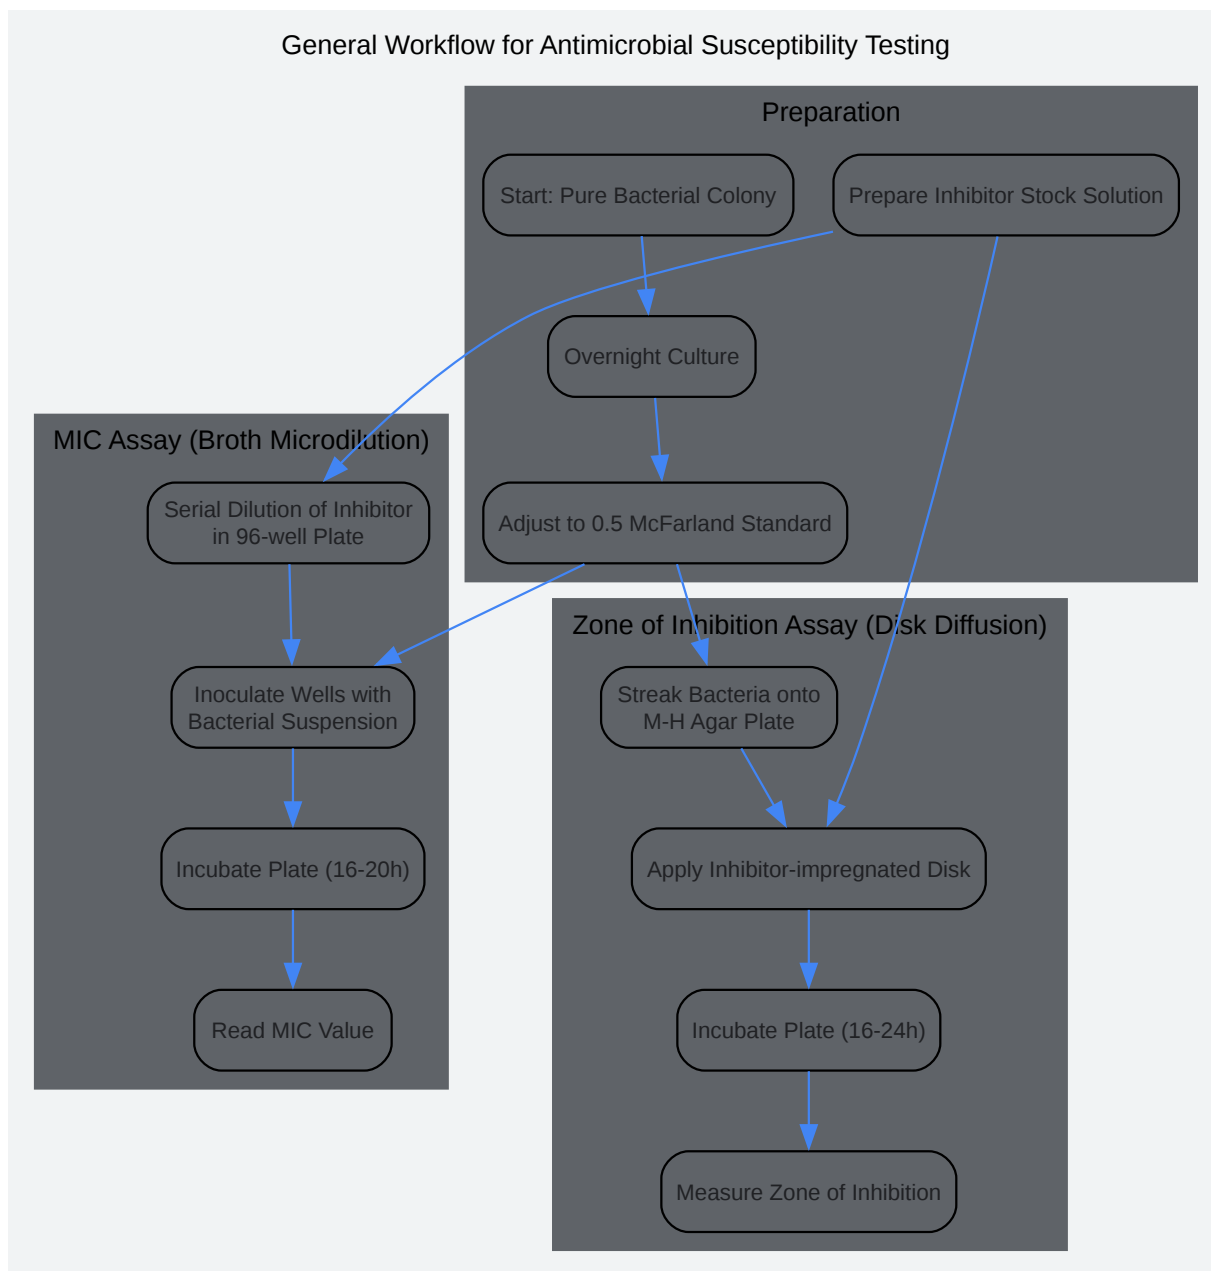 General Workflow for Antimicrobial Susceptibility Testing
Preparation
Start: Pure Bacterial Colony
Prepare Inhibitor Stock Solution
Overnight Culture
Adjust to 0.5 McFarland Standard
MIC Assay (Broth Microdilution)
Serial Dilution of Inhibitor
in 96-well Plate
Inoculate Wells with
Bacterial Suspension
Incubate Plate (16-20h)
Read MIC Value
Zone of Inhibition Assay (Disk Diffusion)
Streak Bacteria onto
M-H Agar Plate
Apply Inhibitor-impregnated Disk
Incubate Plate (16-24h)
Measure Zone of Inhibition